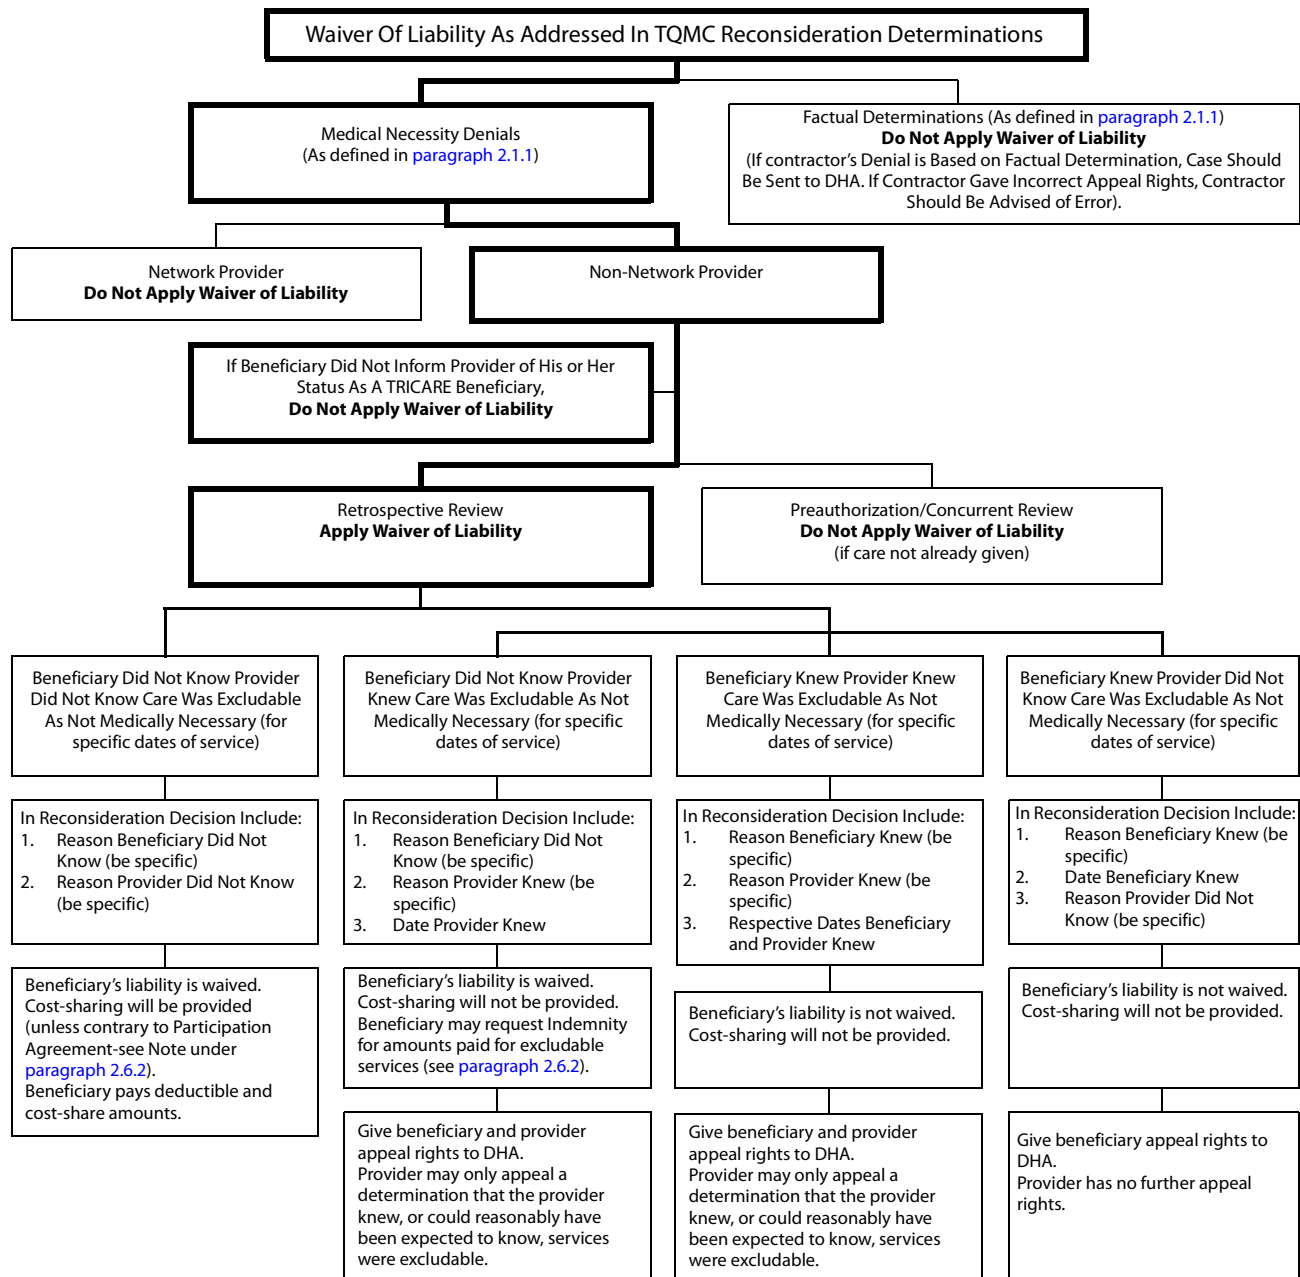 Waiver Of Liability As Addressed In TQMC Reconsideration Determinations
Medical Necessity Denials
(As defined in paragraph 2.1.1)
Factual Determinations (As defined in paragraph 2.1.1)
Do Not Apply Waiver of Liability
(If contractor's Denial is Based on Factual Determination, Case Should
Be Sent to DHA. If Contractor Gave Incorrect Appeal Rights, Contractor
Should Be Advised of Error).
Network Provider
Do Not Apply Waiver of Liability
Non-Network Provider
If Beneficiary Did Not Inform Provider of His or Her
Status As A TRICARE Beneficiary,
Do Not Apply Waiver of Liability
Retrospective Review
Apply Waiver of Liability
Preauthorization/Concurrent Review
Do Not Apply Waiver of Liability
(if care not already given)
Beneficiary Did Not Know Provider
Did Not Know Care Was Excludable
As Not Medically Necessary (for
specific dates of service)
Beneficiary Did Not Know Provider
Knew Care Was Excludable As Not
Medically Necessary (for specific
dates of service)
Beneficiary Knew Provider Knew
Care Was Excludable As Not
Medically Necessary (for specific
dates of service)
Beneficiary Knew Provider Did Not
Know Care Was Excludable As Not
Medically Necessary (for specific
dates of service)
In Reconsideration Decision Include:
1. Reason Beneficiary Did Not
Know (be specific)
2. Reason Provider Did Not Know
(be specific)
In Reconsideration Decision Include:
1. Reason Beneficiary Did Not
Know (be specific)
2. Reason Provider Knew (be
specific)
3. Date Provider Knew
In Reconsideration Decision Include:
1. Reason Beneficiary Knew (be
specific)
2. Reason Provider Knew (be
specific)
3. Respective Dates Beneficiary
and Provider Knew
In Reconsideration Decision Include:
1. Reason Beneficiary Knew (be
specific)
2. Date Beneficiary Knew
3. Reason Provider Did Not
Know (be specific)
Beneficiary's liability is waived.
Cost-sharing will be provided
(unless contrary to Participation
Agreement-see Note under
paragraph 2.6.2).
Beneficiary pays deductible and
cost-share amounts.
Beneficiary's liability is waived.
Cost-sharing will not be provided.
Beneficiary may request Indemnity
for amounts paid for excludable
services (see paragraph 2.6.2).
Beneficiary's liability is not waived.
Cost-sharing will not be provided.
Beneficiary's liability is not waived.
Cost-sharing will not be provided.
Give beneficiary and provider
appeal rights to DHA.
Provider may only appeal a
determination that the provider
knew, or could reasonably have
been expected to know, services
were excludable.
Give beneficiary and provider
appeal rights to DHA.
Provider may only appeal a
determination that the provider
knew, or could reasonably have
been expected to know, services
were excludable.
Give beneficiary appeal rights to
DHA.
Provider has no further appeal
rights.